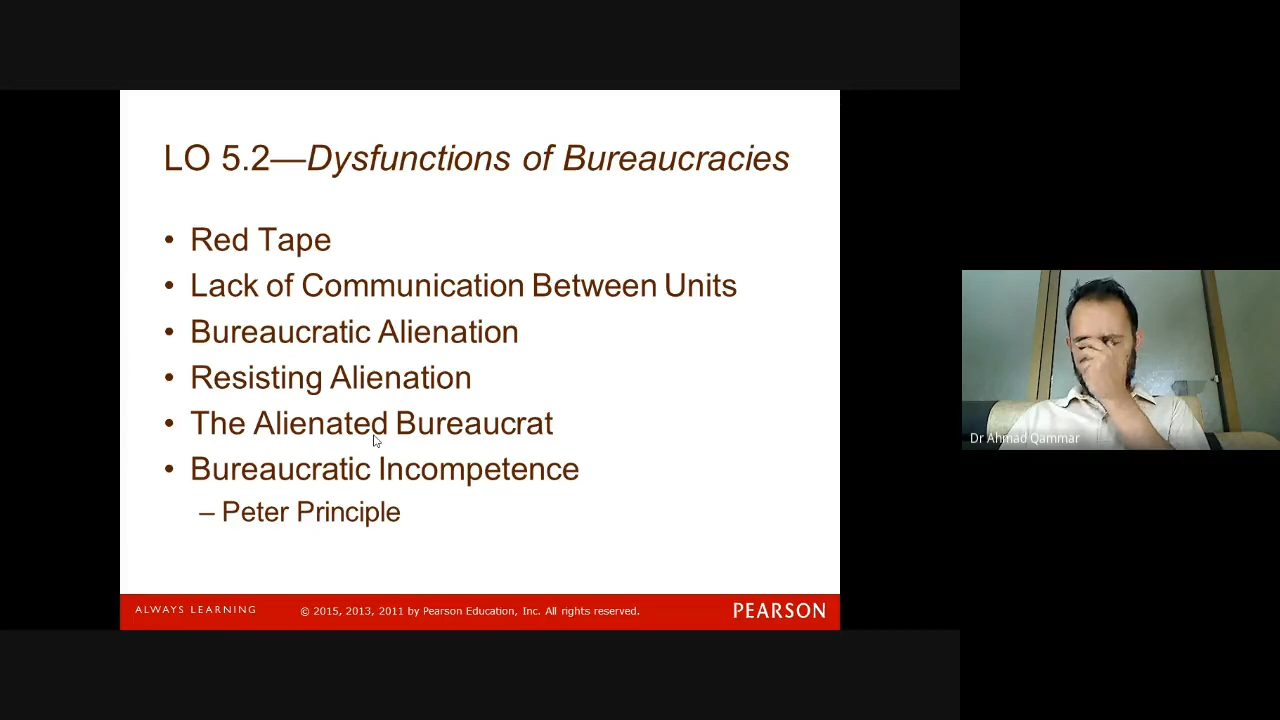 LO 5.2—Dysfunctions of Bureaucracies
• Red Tape
• Lack of Communication Between Units
• Bureaucratic Alienation
• Resisting Alienation
• The Alienated Bureaucrat
• Bureaucratic Incompetence
– Peter Principle
Dr Ahmad Qammar
ALWAYS LEARNING
© 2015, 2013, 2011 by Pearson Education, Inc. All rights reserved.
PEARSON